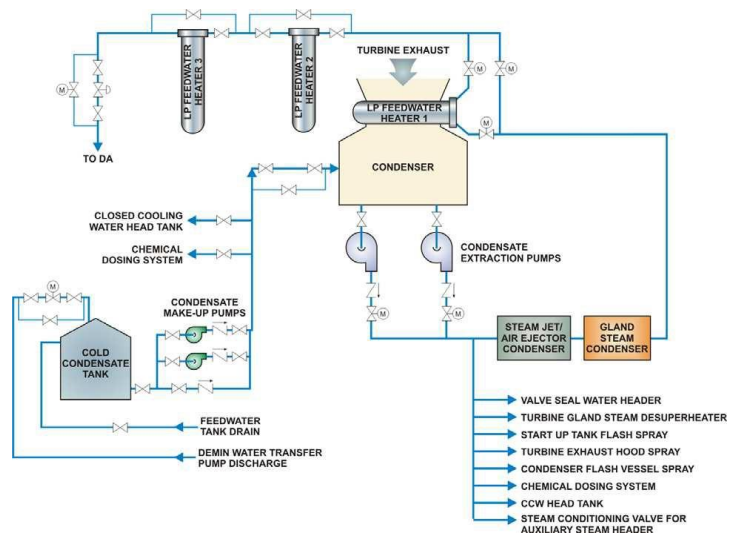 TURBINE EXHAUST
LP FEEDWATER
HEATER 3
LP FEEDWATER
HEATER 2
M
M
LP FEEDWATER
HEATER 1
M
TO DA
CONDENSER
CLOSED COOLING
WATER HEAD TANK
CHEMICAL
DOSING SYSTEM
CONDENSATE
EXTRACTION PUMPS
M
CONDENSATE
MAKE-UP PUMPS
M
M
COLD
CONDENSATE
TANK
STEAM JET/
AIR EJECTOR
CONDENSER
GLAND
STEAM
CONDENSER
FEEDWATER
TANK DRAIN
DEMIN WATER TRANSFER
PUMP DISCHARGE
VALVE SEAL WATER HEADER
TURBINE GLAND STEAM DESUPERHEATER
START UP TANK FLASH SPRAY
TURBINE EXHAUST HOOD SPRAY
CONDENSER FLASH VESSEL SPRAY
CHEMICAL DOSING SYSTEM
CCW HEAD TANK
STEAM CONDITIONING VALVE FOR
AUXILIARY STEAM HEADER